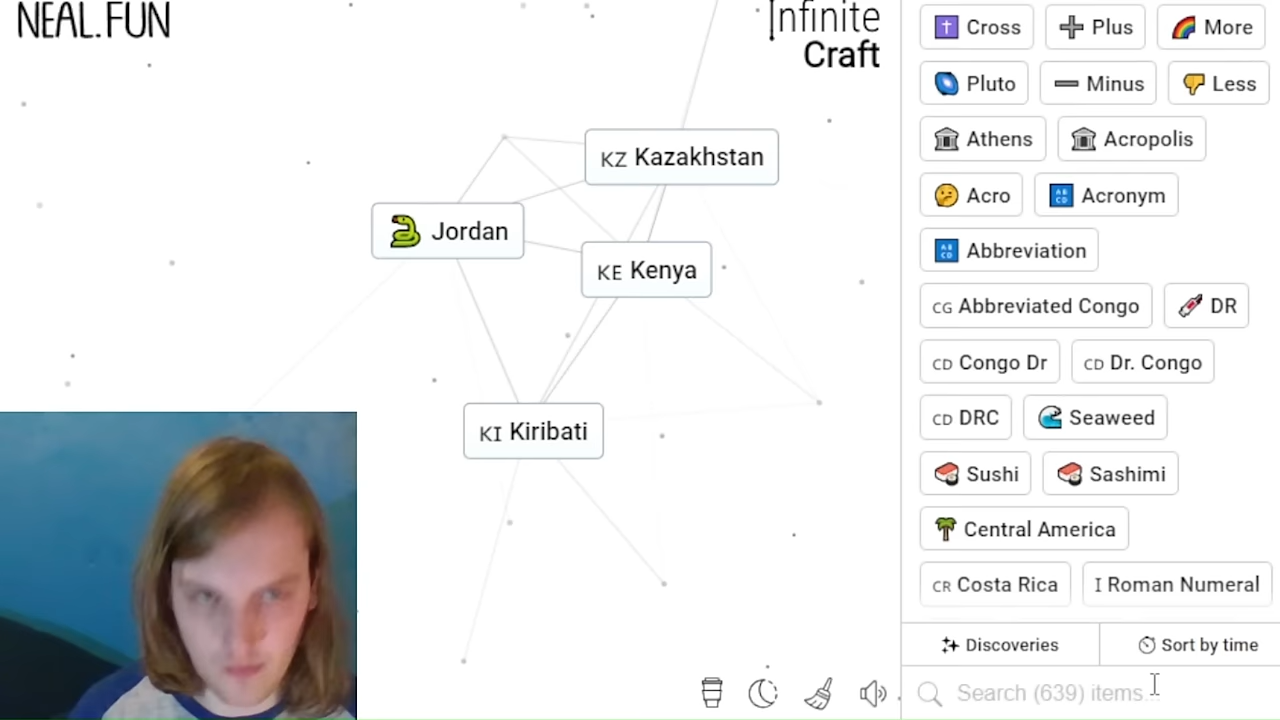 NEAL.FUN
Infinite
Craft
KZ Kazakhstan
Jordan
KE Kenya
KI Kiribati
Cross
Plus
More
Pluto
Minus
Less
Athens
Acropolis
Acro
Acronym
Abbreviation
CG Abbreviated Congo
DR
CD Congo Dr
CD Dr. Congo
CD DRC
Seaweed
Sushi
Sashimi
Central America
CR Costa Rica
I Roman Numeral
Discoveries
Sort by time
Search (639) items...